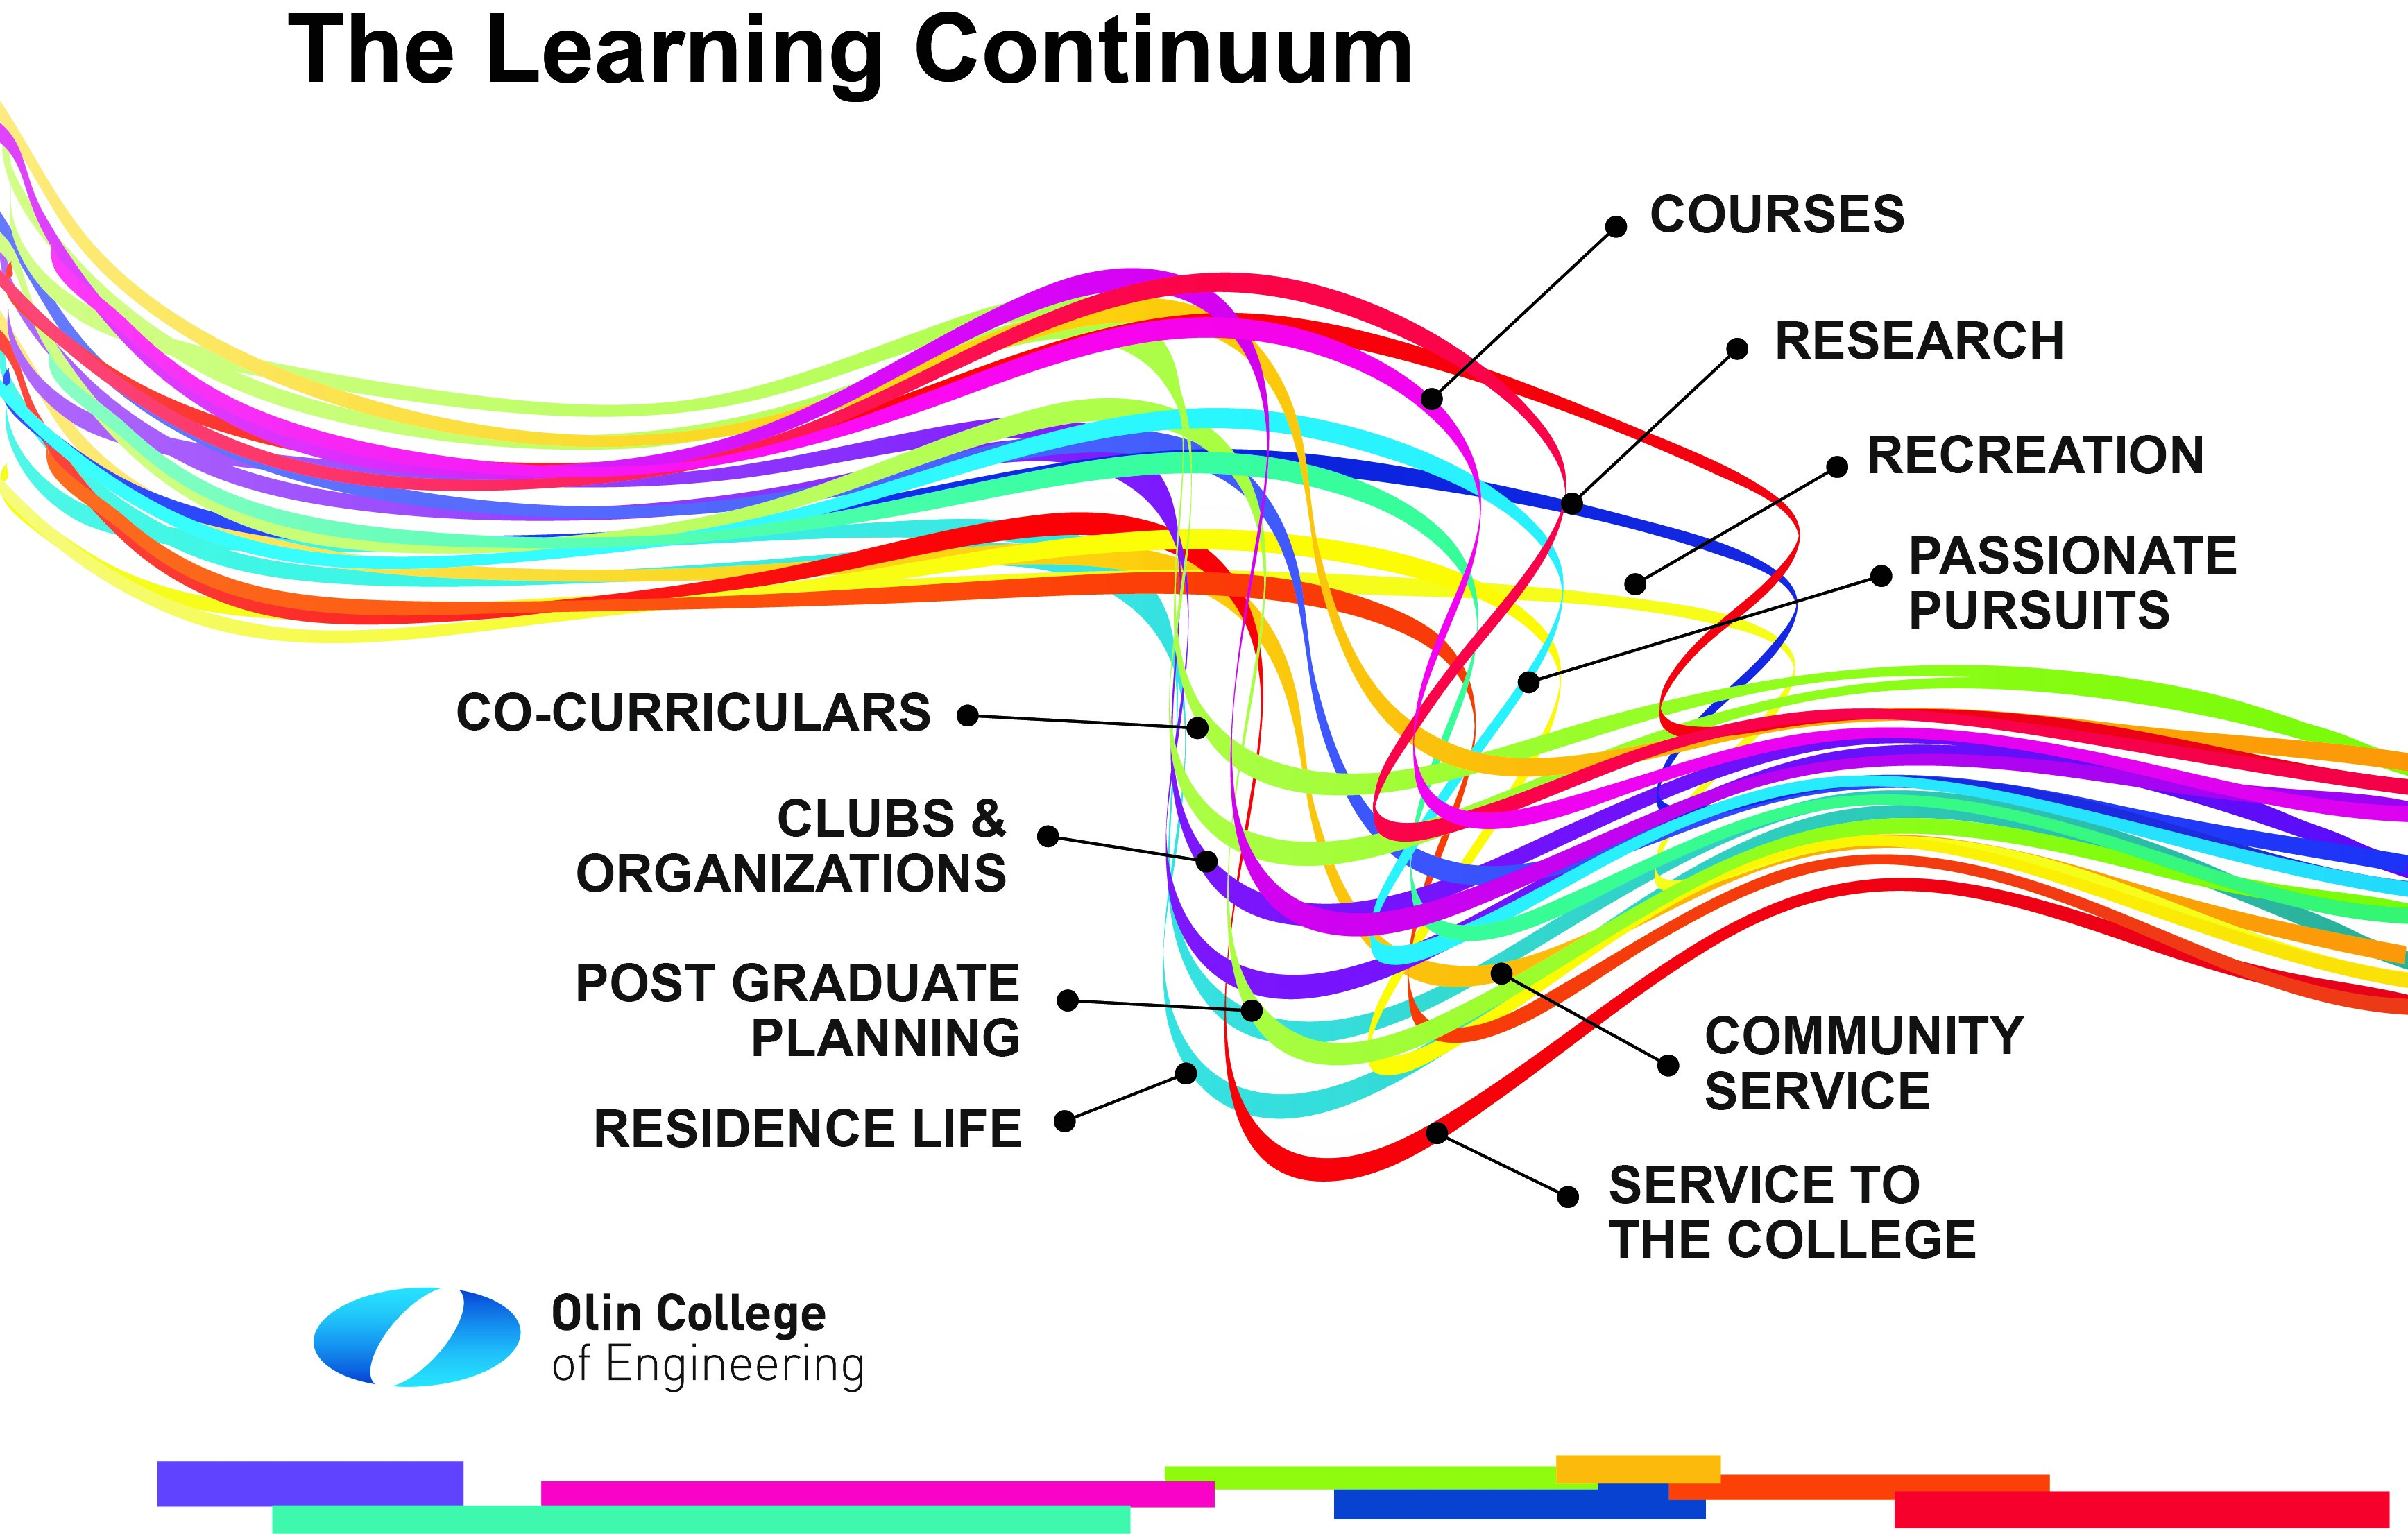 The Learning Continuum
COURSES
RESEARCH
RECREATION
PASSIONATE
PURSUITS
CO-CURRICULARS
CLUBS &
ORGANIZATIONS
POST GRADUATE
PLANNING
RESIDENCE LIFE
COMMUNITY
SERVICE
SERVICE TO
THE COLLEGE
Olin College
of Engineering